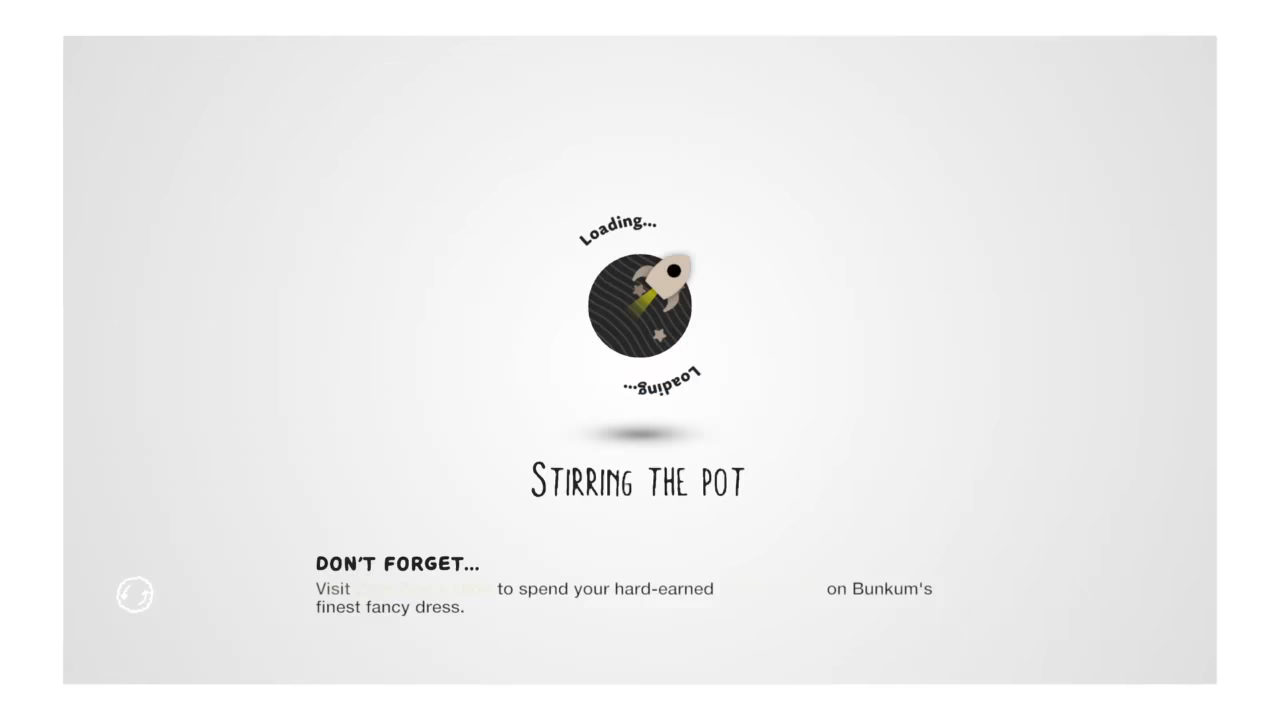 Loading...
Loading...
STIRRING THE POT
DON'T FORGET...
Visit to spend your hard-earned on Bunkum's
finest fancy dress.